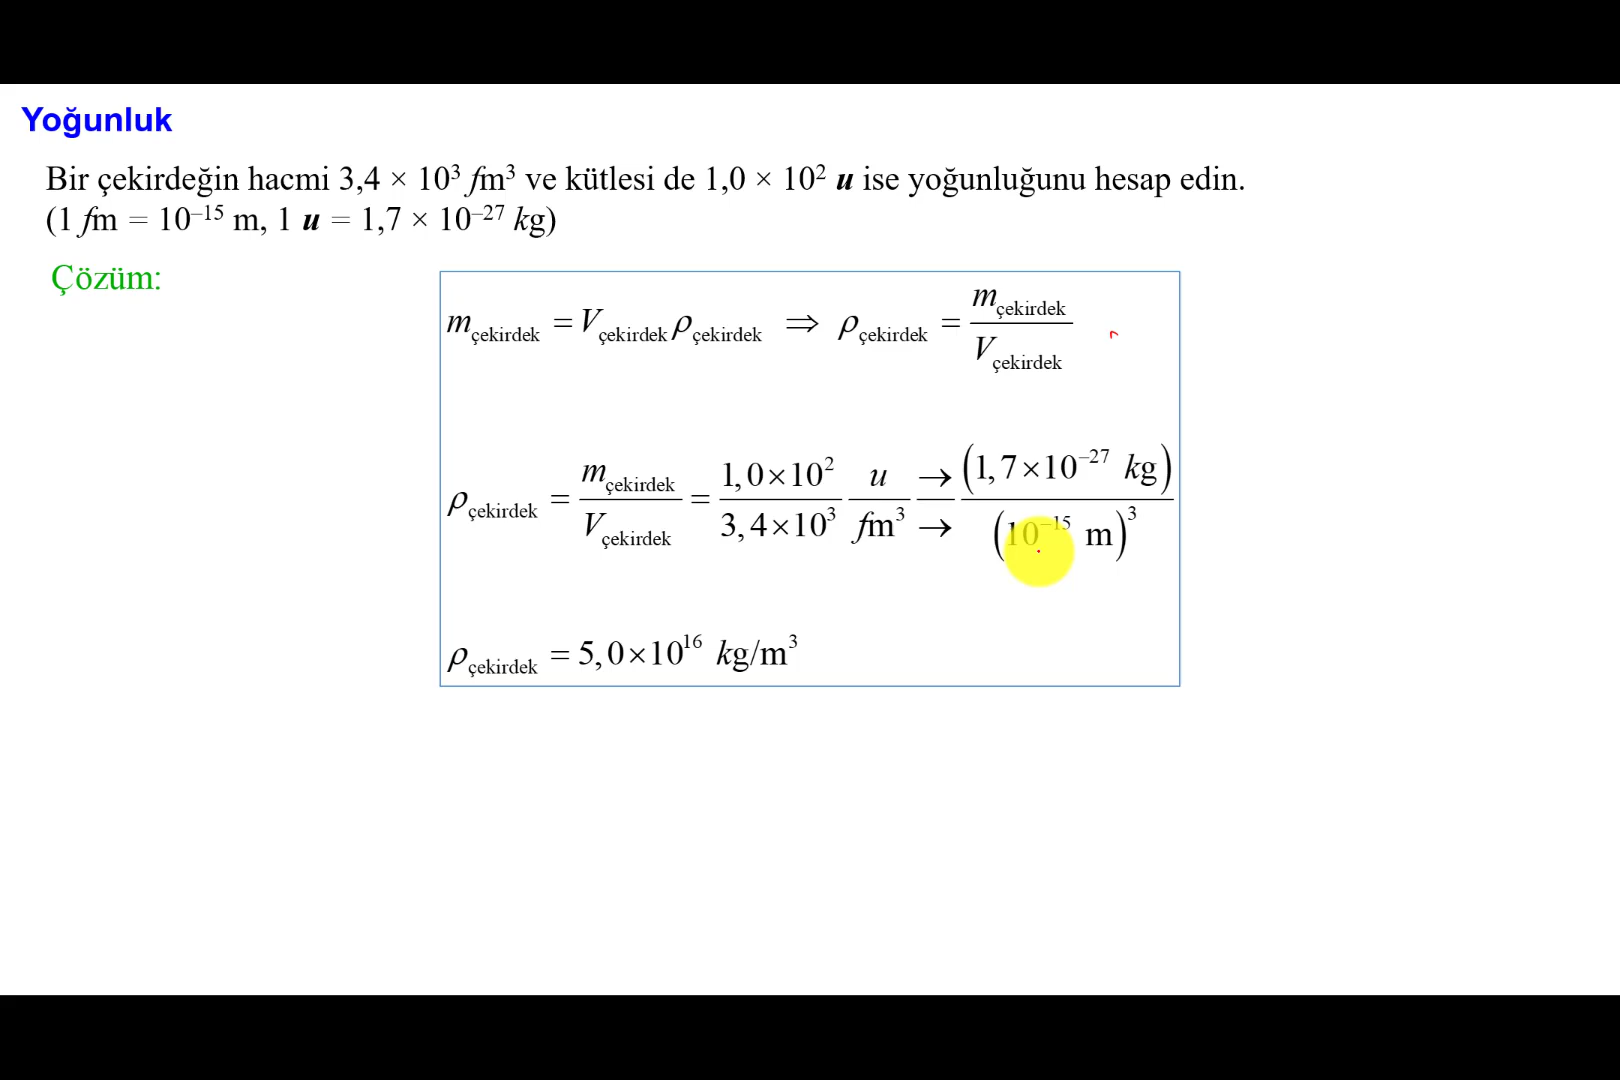 Yoğunluk
Bir çekirdeğin hacmi 3,4 × 10³ fm³ ve kütlesi de 1,0 × 10² u ise yoğunluğunu hesap edin.
(1 fm = 10⁻¹⁵ m, 1 u = 1,7 × 10⁻²⁷ kg)
Çözüm:
m_çekirdek = V_çekirdek ρ_çekirdek ⇒ ρ_çekirdek = m_çekirdek / V_çekirdek
ρ_çekirdek = m_çekirdek / V_çekirdek = 1,0×10² / 3,4×10³ u / fm³ → / → (1,7×10⁻²⁷ kg) / (10⁻¹⁵ m)³
ρ_çekirdek = 5,0×10¹⁶ kg/m³